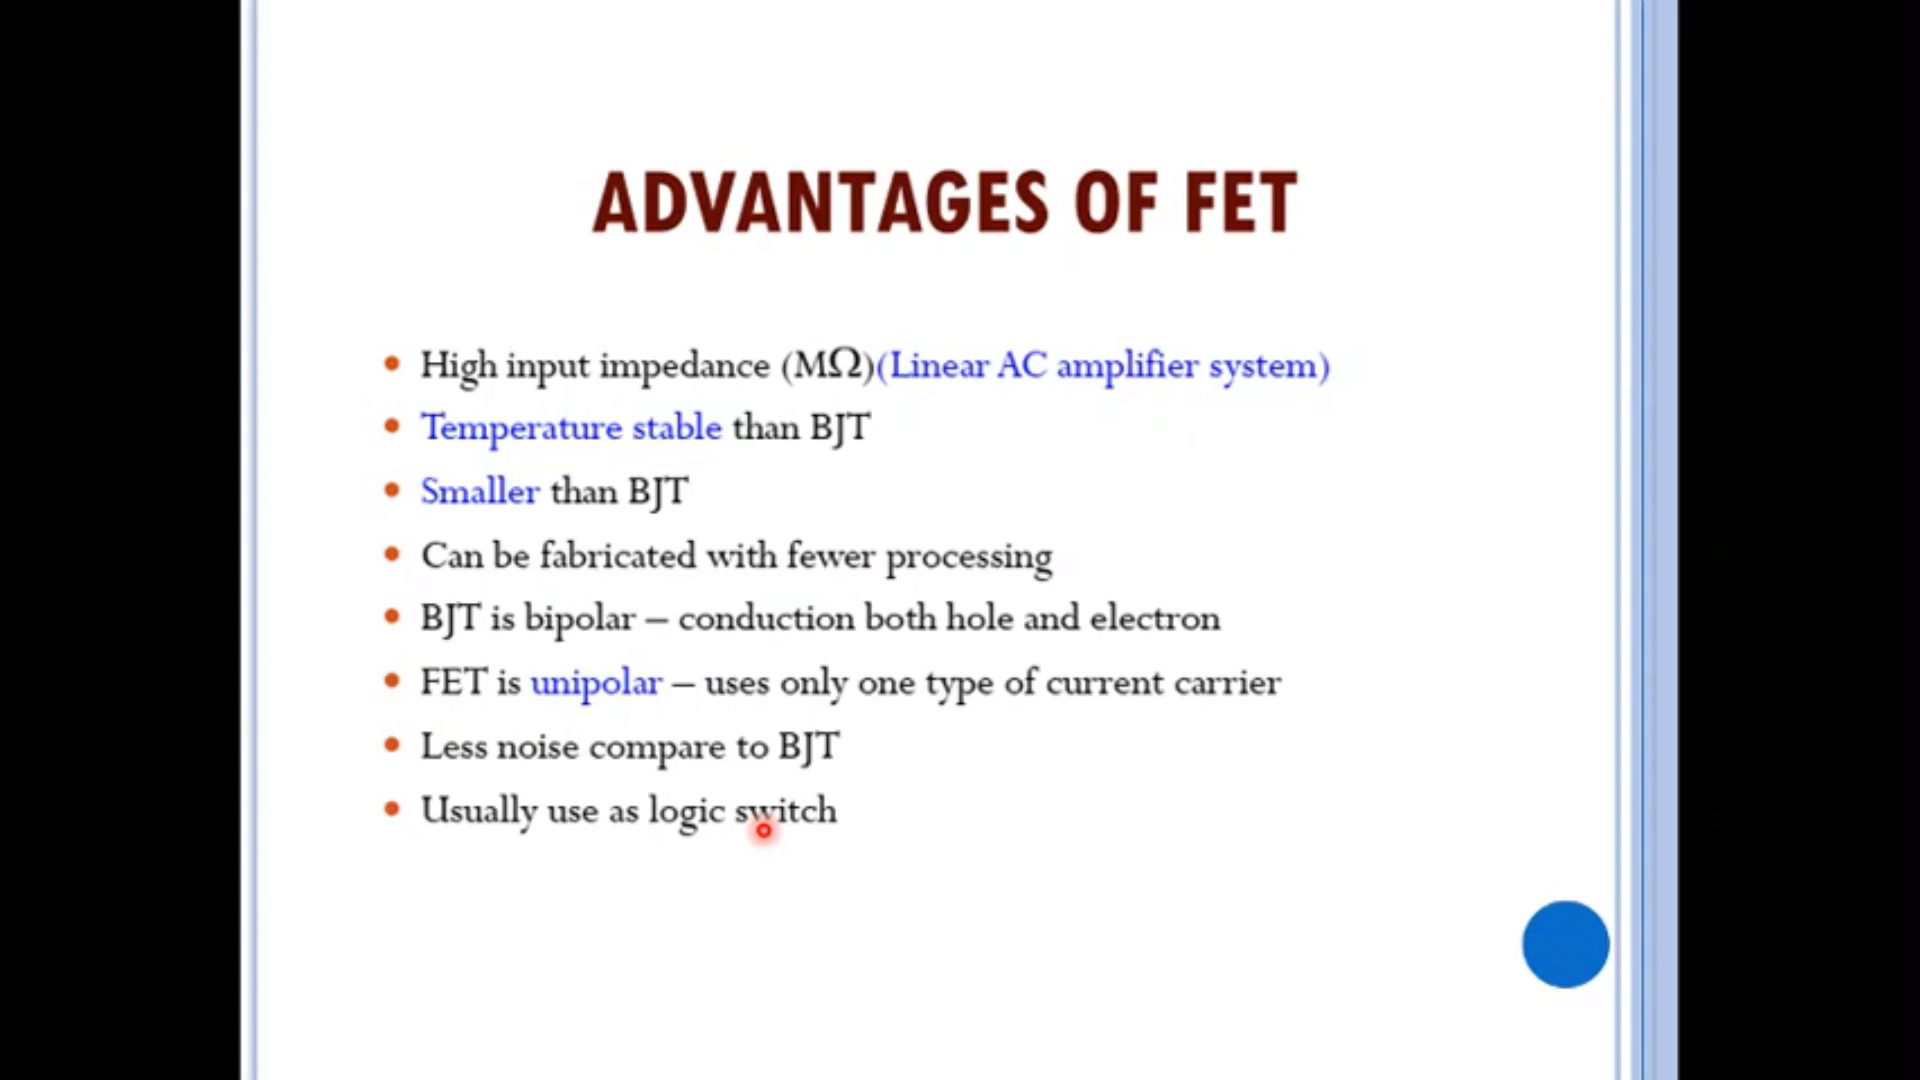 ADVANTAGES OF FET
High input impedance (MΩ)(Linear AC amplifier system)
Temperature stable than BJT
Smaller than BJT
Can be fabricated with fewer processing
BJT is bipolar – conduction both hole and electron
FET is unipolar – uses only one type of current carrier
Less noise compare to BJT
Usually use as logic switch